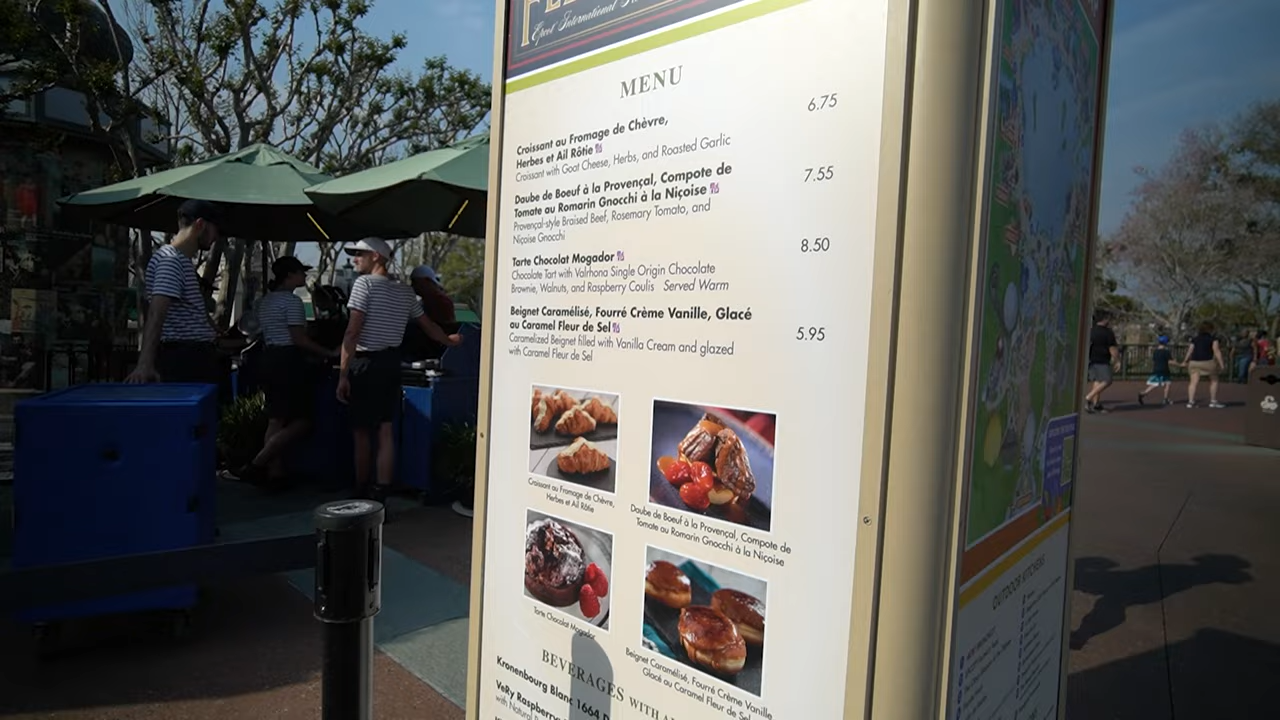 Epcot International
MENU
Croissant au Fromage de Chèvre,
Herbes et Ail Rôtie
6.75
Croissant with Goat Cheese, Herbs, and Roasted Garlic
Daube de Boeuf à la Provençal, Compote de
Tomate au Romarin Gnocchi à la Niçoise
7.55
Provençal-style Braised Beef, Rosemary Tomato, and
Niçoise Gnocchi
Tarte Chocolat Mogador
8.50
Chocolate Tart with Valrhona Single Origin Chocolate
Brownie, Walnuts, and Raspberry Coulis Served Warm
Beignet Caramélisé, Fourré Crème Vanille, Glacé
au Caramel Fleur de Sel
5.95
Caramelized Beignet filled with Vanilla Cream and glazed
with Caramel Fleur de Sel
Croissant au Fromage de Chèvre,
Herbes et Ail Rôtie
Daube de Boeuf à la Provençal, Compote de
Tomate au Romarin Gnocchi à la Niçoise
Tarte Chocolat Mogador
Beignet Caramélisé, Fourré Crème Vanille
Glacé au Caramel Fleur de Sel
BEVERAGES WITH
Kronenbourg Blanc 1664
VeRy Raspberry
with Natural
OUTDOOR KITCHENS